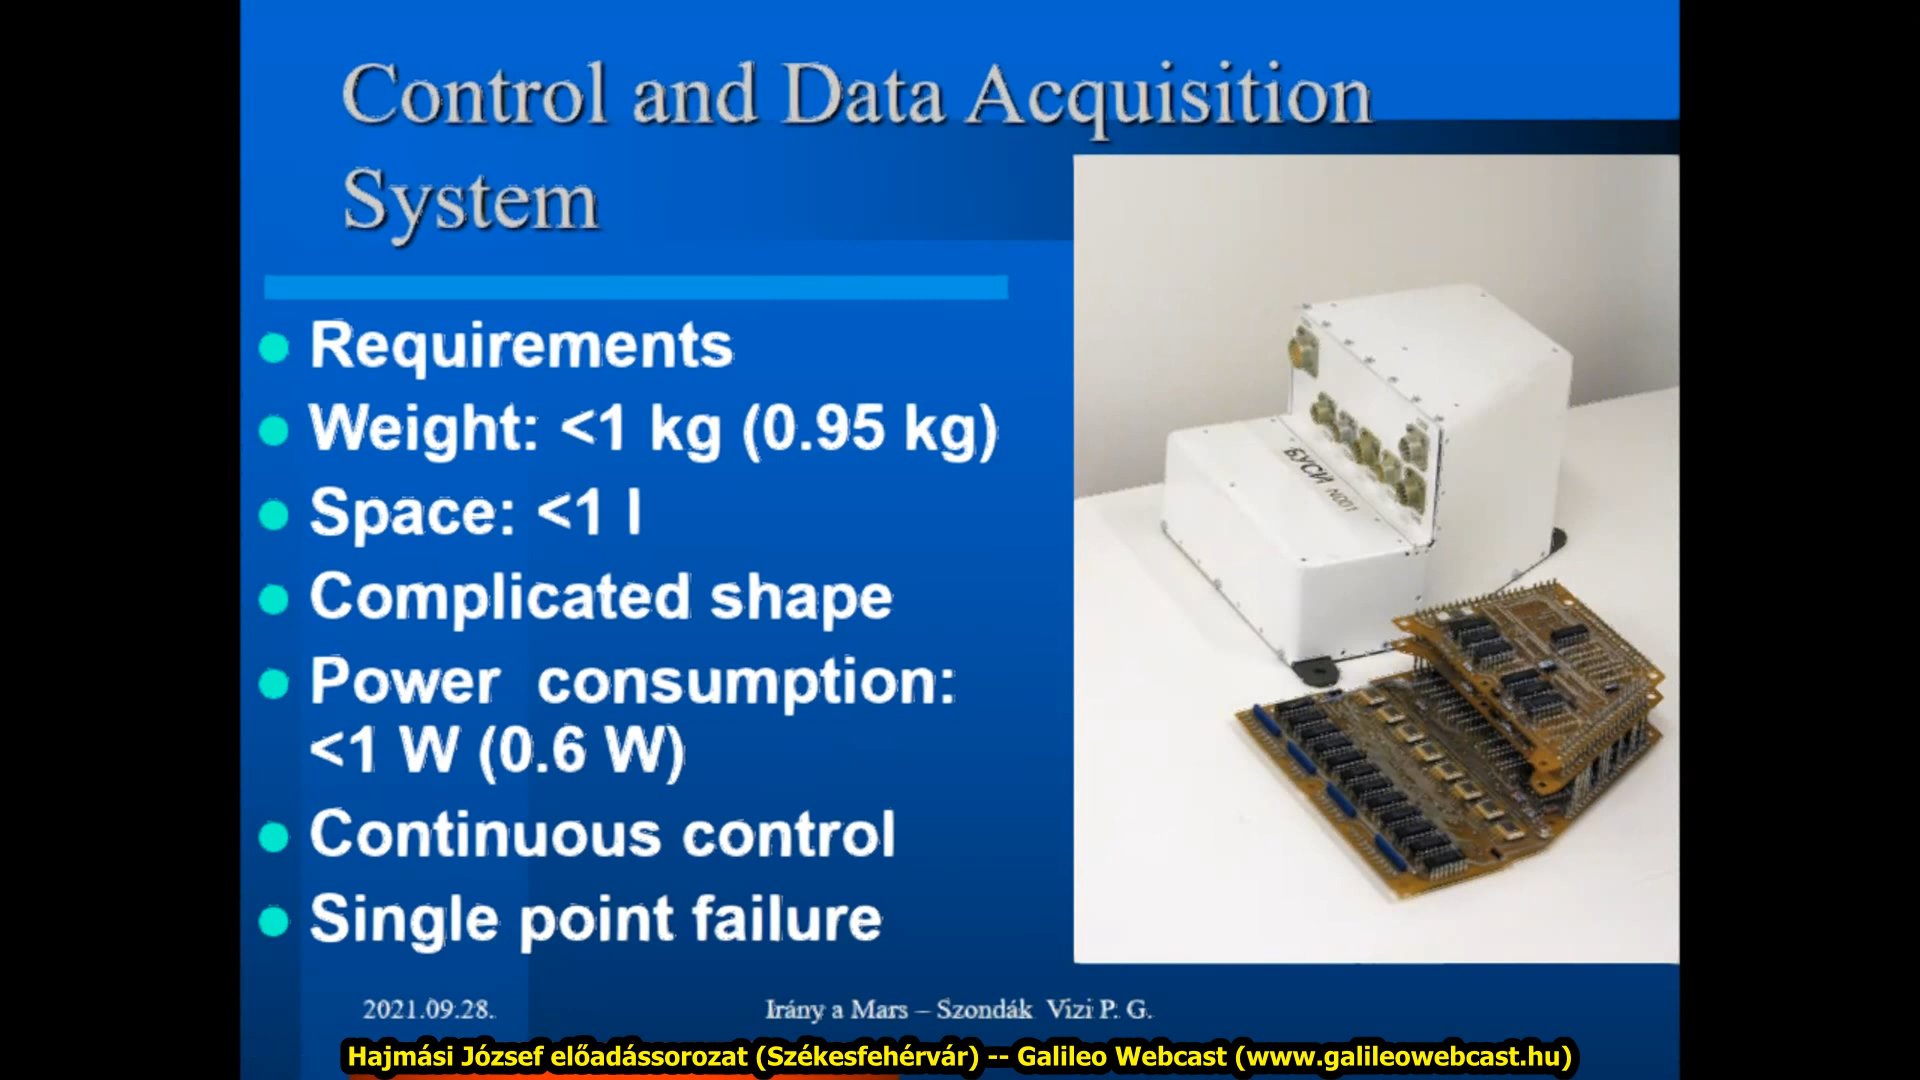 Control and Data Acquisition
System
Requirements
Weight: <1 kg (0.95 kg)
Space: <1 l
Complicated shape
Power consumption:
<1 W (0.6 W)
Continuous control
Single point failure
БУСИ №001
2021.09.28.
Irány a Mars – Szondák Vizi P. G.
Hajmási József előadássorozat (Székesfehérvár) -- Galileo Webcast (www.galileowebcast.hu)